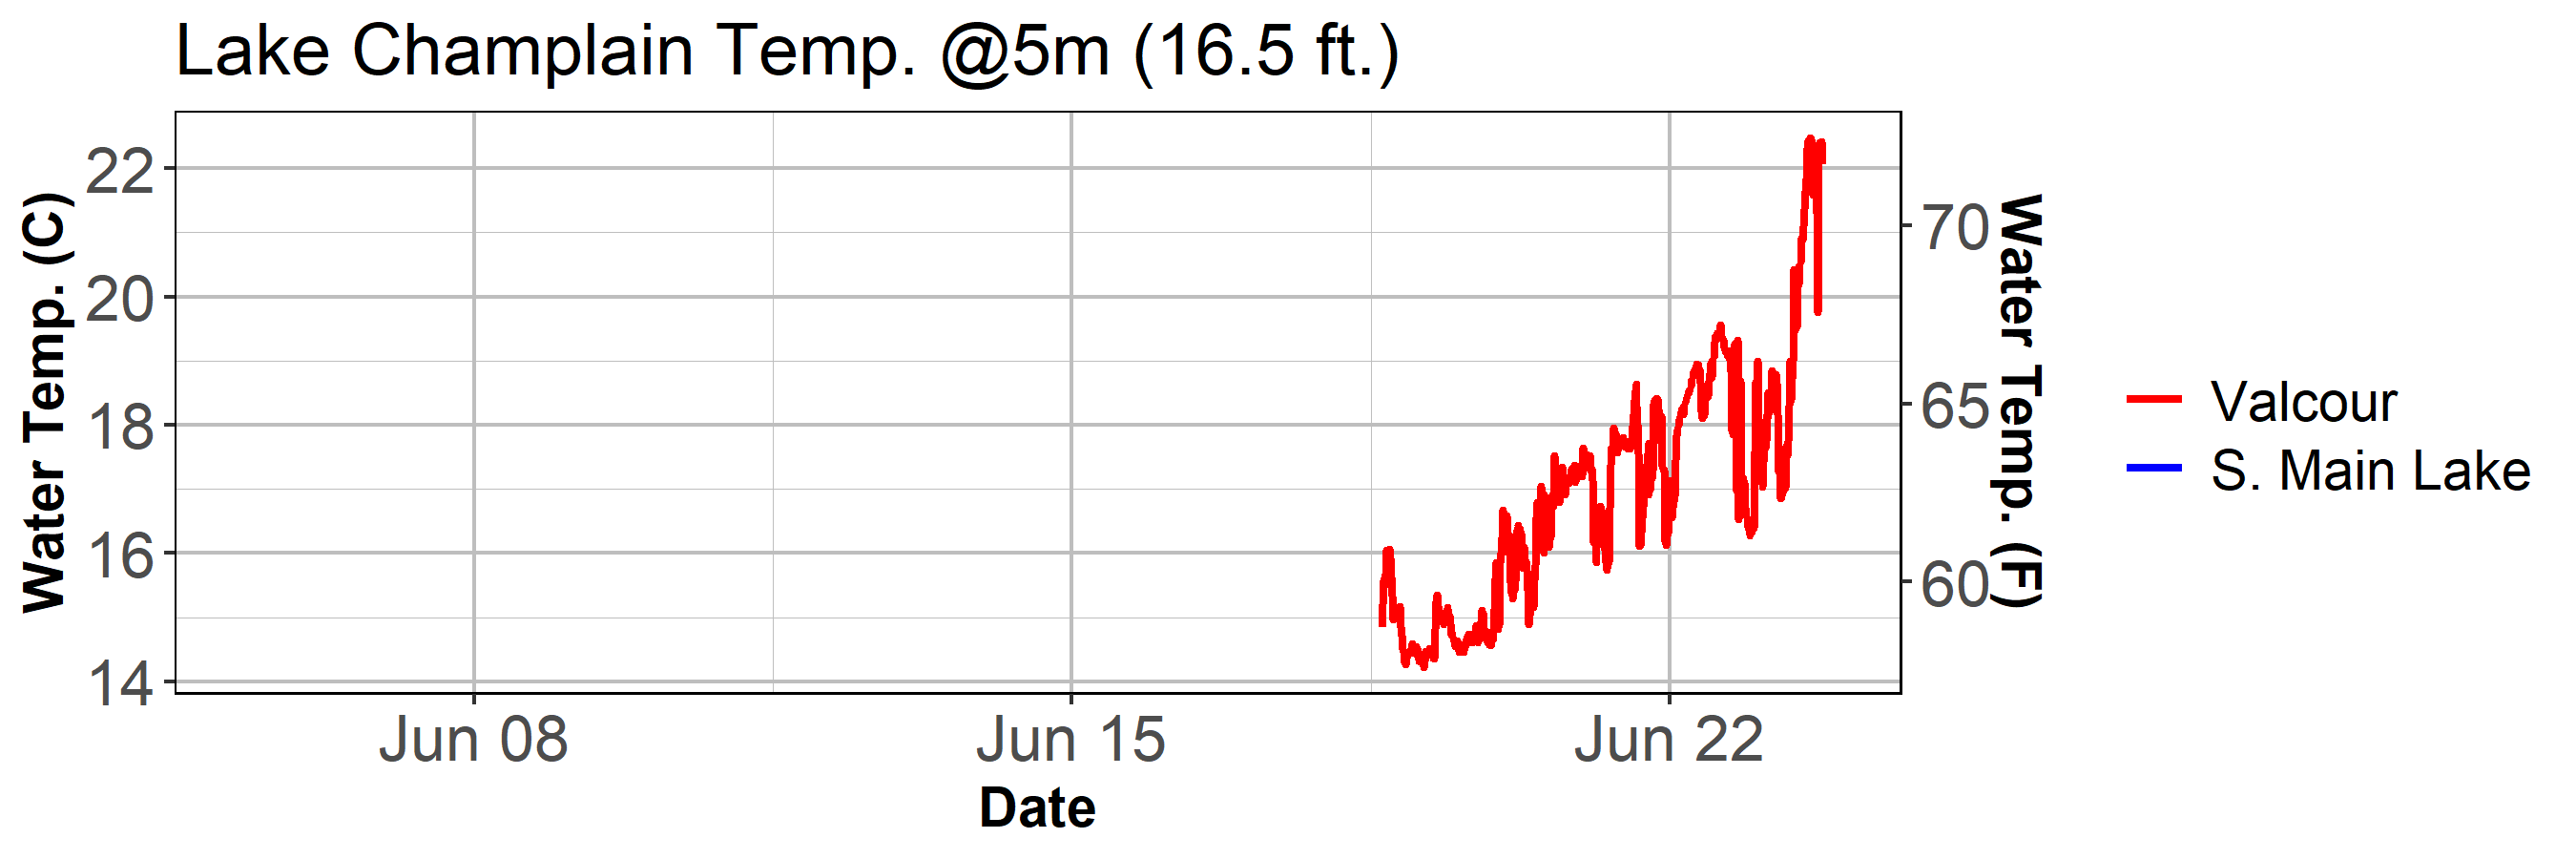 Lake Champlain Temp. @5m (16.5 ft.)
Water Temp. (C)
22
20
18
16
14
70
65
60
Water Temp. (F)
Jun 08
Jun 15
Jun 22
Date
Valcour
S. Main Lake